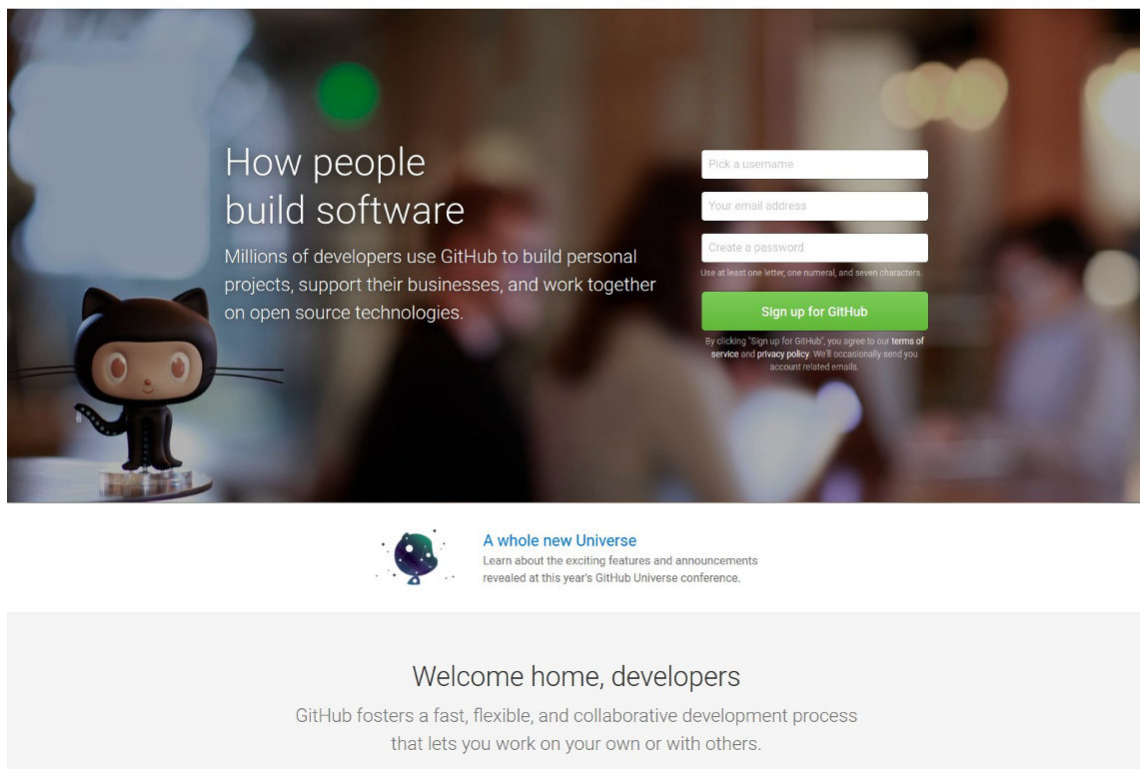 How people
build software
Millions of developers use GitHub to build personal
projects, support their businesses, and work together
on open source technologies.
Pick a username
Your email address
Create a password
Use at least one letter, one numeral, and seven characters.
Sign up for GitHub
By clicking "Sign up for GitHub", you agree to our terms of
service and privacy policy. We'll occasionally send you
account related emails.
A whole new Universe
Learn about the exciting features and announcements
revealed at this year's GitHub Universe conference.
Welcome home, developers
GitHub fosters a fast, flexible, and collaborative development process
that lets you work on your own or with others.